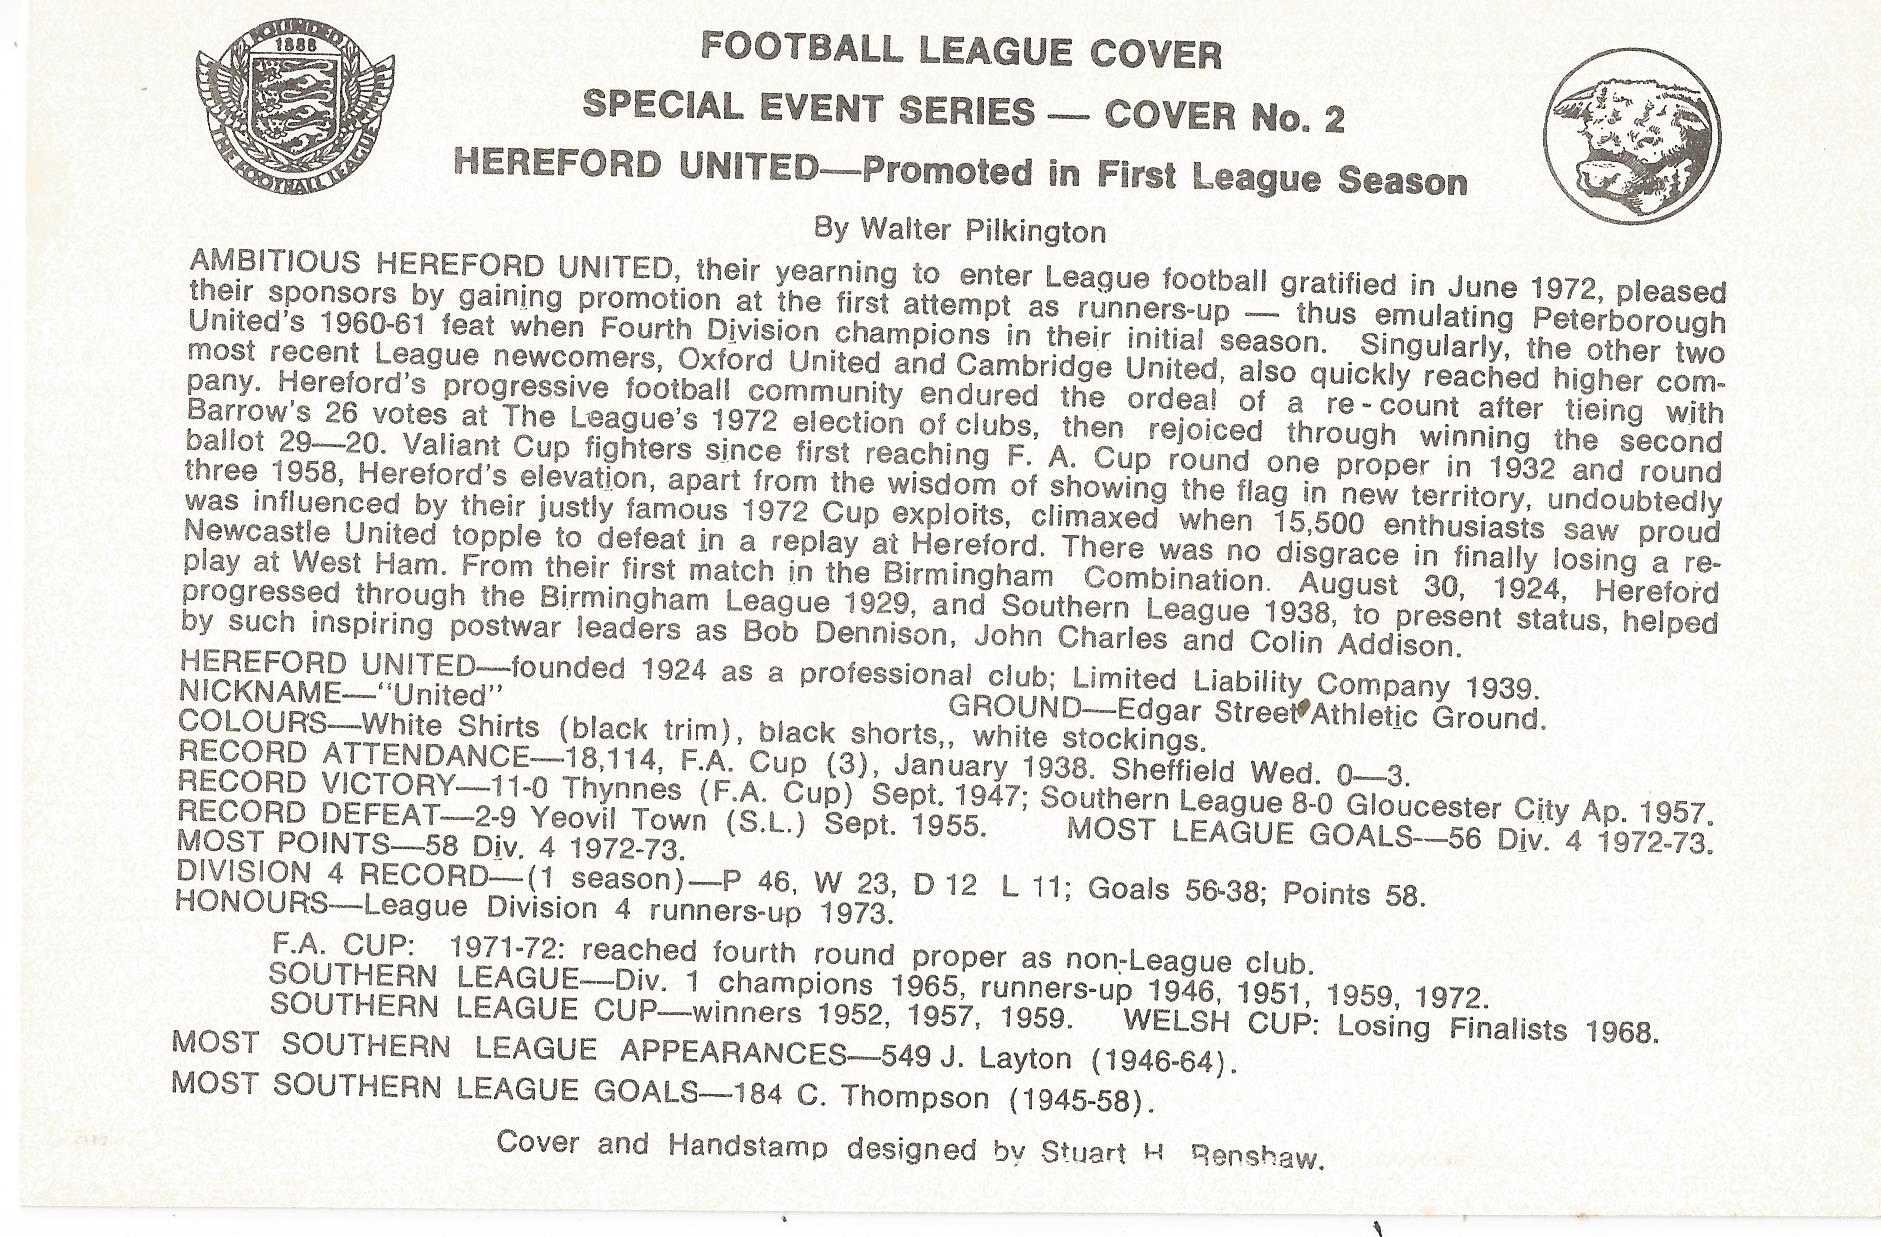 FOUNDED
1888
THE FOOTBALL LEAGUE
FOOTBALL LEAGUE COVER
SPECIAL EVENT SERIES — COVER No. 2
HEREFORD UNITED—Promoted in First League Season
By Walter Pilkington
AMBITIOUS HEREFORD UNITED, their yearning to enter League football gratified in June 1972, pleased
their sponsors by gaining promotion at the first attempt as runners-up — thus emulating Peterborough
United's 1960-61 feat when Fourth Division champions in their initial season. Singularly, the other two
most recent League newcomers, Oxford United and Cambridge United, also quickly reached higher com-
pany. Hereford's progressive football community endured the ordeal of a re-count after tieing with
Barrow's 26 votes at The League's 1972 election of clubs, then rejoiced through winning the second
ballot 29—20. Valiant Cup fighters since first reaching F. A. Cup round one proper in 1932 and round
three 1958, Hereford's elevation, apart from the wisdom of showing the flag in new territory, undoubtedly
was influenced by their justly famous 1972 Cup exploits, climaxed when 15,500 enthusiasts saw proud
Newcastle United topple to defeat in a replay at Hereford. There was no disgrace in finally losing a re-
play at West Ham. From their first match in the Birmingham Combination. August 30, 1924, Hereford
progressed through the Birmingham League 1929, and Southern League 1938, to present status, helped
by such inspiring postwar leaders as Bob Dennison, John Charles and Colin Addison.
HEREFORD UNITED—founded 1924 as a professional club; Limited Liability Company 1939.
NICKNAME—"United" GROUND—Edgar Street Athletic Ground.
COLOURS—White Shirts (black trim), black shorts,, white stockings.
RECORD ATTENDANCE—18,114, F.A. Cup (3), January 1938. Sheffield Wed. 0—3.
RECORD VICTORY—11-0 Thynnes (F.A. Cup) Sept. 1947; Southern League 8-0 Gloucester City Ap. 1957.
RECORD DEFEAT—2-9 Yeovil Town (S.L.) Sept. 1955. MOST LEAGUE GOALS—56 Div. 4 1972-73.
MOST POINTS—58 Div. 4 1972-73.
DIVISION 4 RECORD—(1 season)—P 46, W 23, D 12 L 11; Goals 56-38; Points 58.
HONOURS—League Division 4 runners-up 1973.
F.A. CUP: 1971-72: reached fourth round proper as non-League club.
SOUTHERN LEAGUE—Div. 1 champions 1965, runners-up 1946, 1951, 1959, 1972.
SOUTHERN LEAGUE CUP—winners 1952, 1957, 1959. WELSH CUP: Losing Finalists 1968.
MOST SOUTHERN LEAGUE APPEARANCES—549 J. Layton (1946-64).
MOST SOUTHERN LEAGUE GOALS—184 C. Thompson (1945-58).
Cover and Handstamp designed by Stuart H Renshaw.